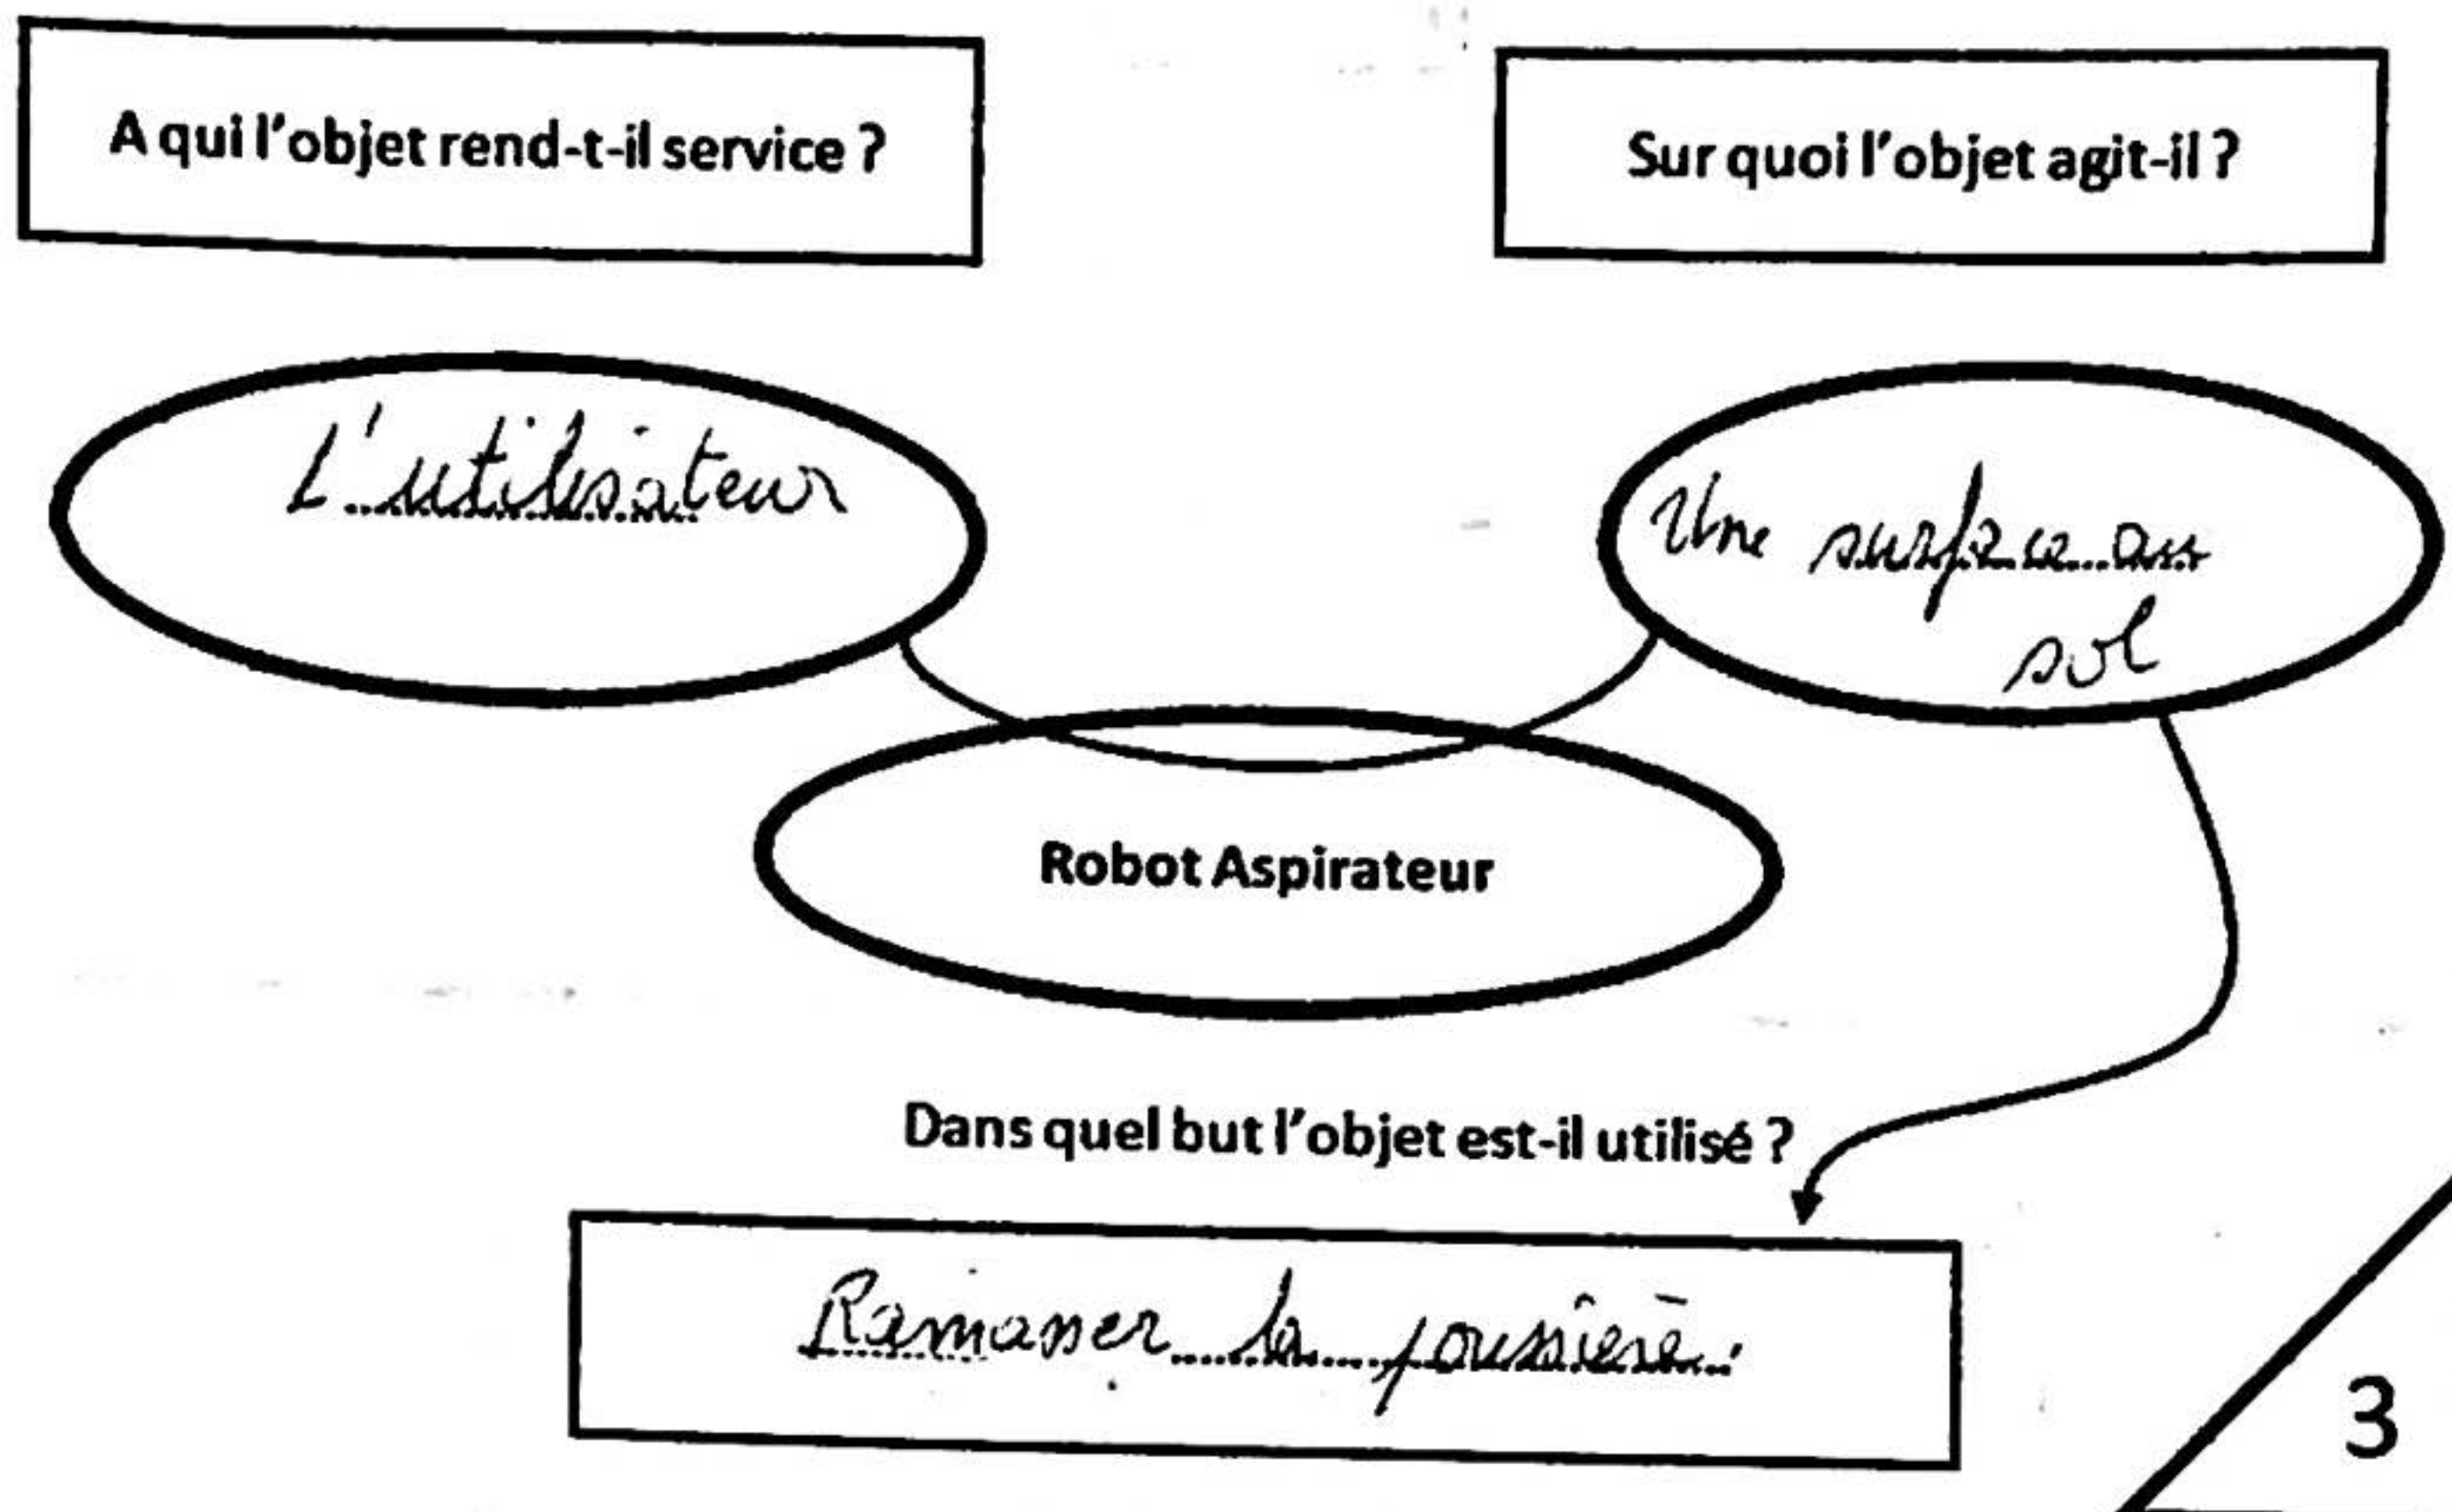 A qui l'objet rend-t-il service ?
Sur quoi l'objet agit-il ?
L'utilisateur
Une surface au
sol
Robot Aspirateur
Dans quel but l'objet est-il utilisé ?
Ramasser la poussière.
3